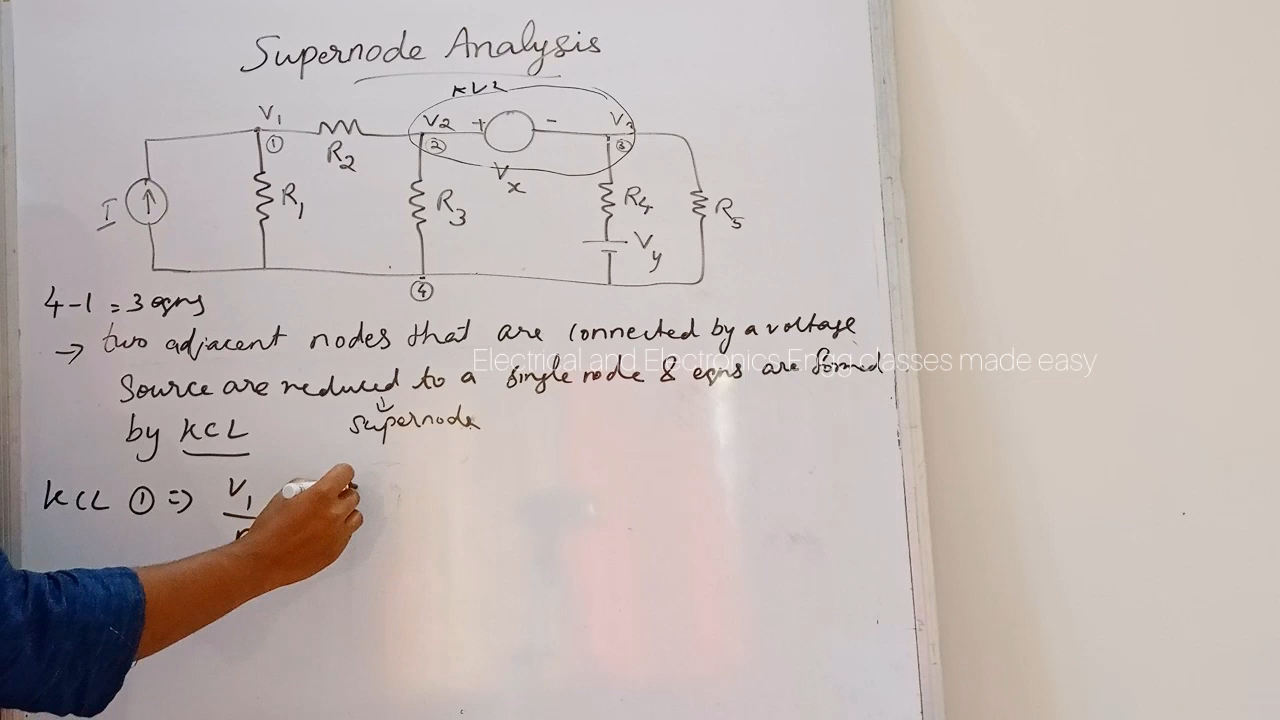 Supernode Analysis
KVL
V1 V2 + - V3
① ② ③
R2
Vx
I R1 R3 R4 R5
Vy
④
4-1 = 3 eqns
→ two adjacent nodes that are connected by a voltage
Electrical and Electronics Engg classes made easy
Source are reduced to a single node & eqns are formed
by KCL supernode
KCL ① => V1